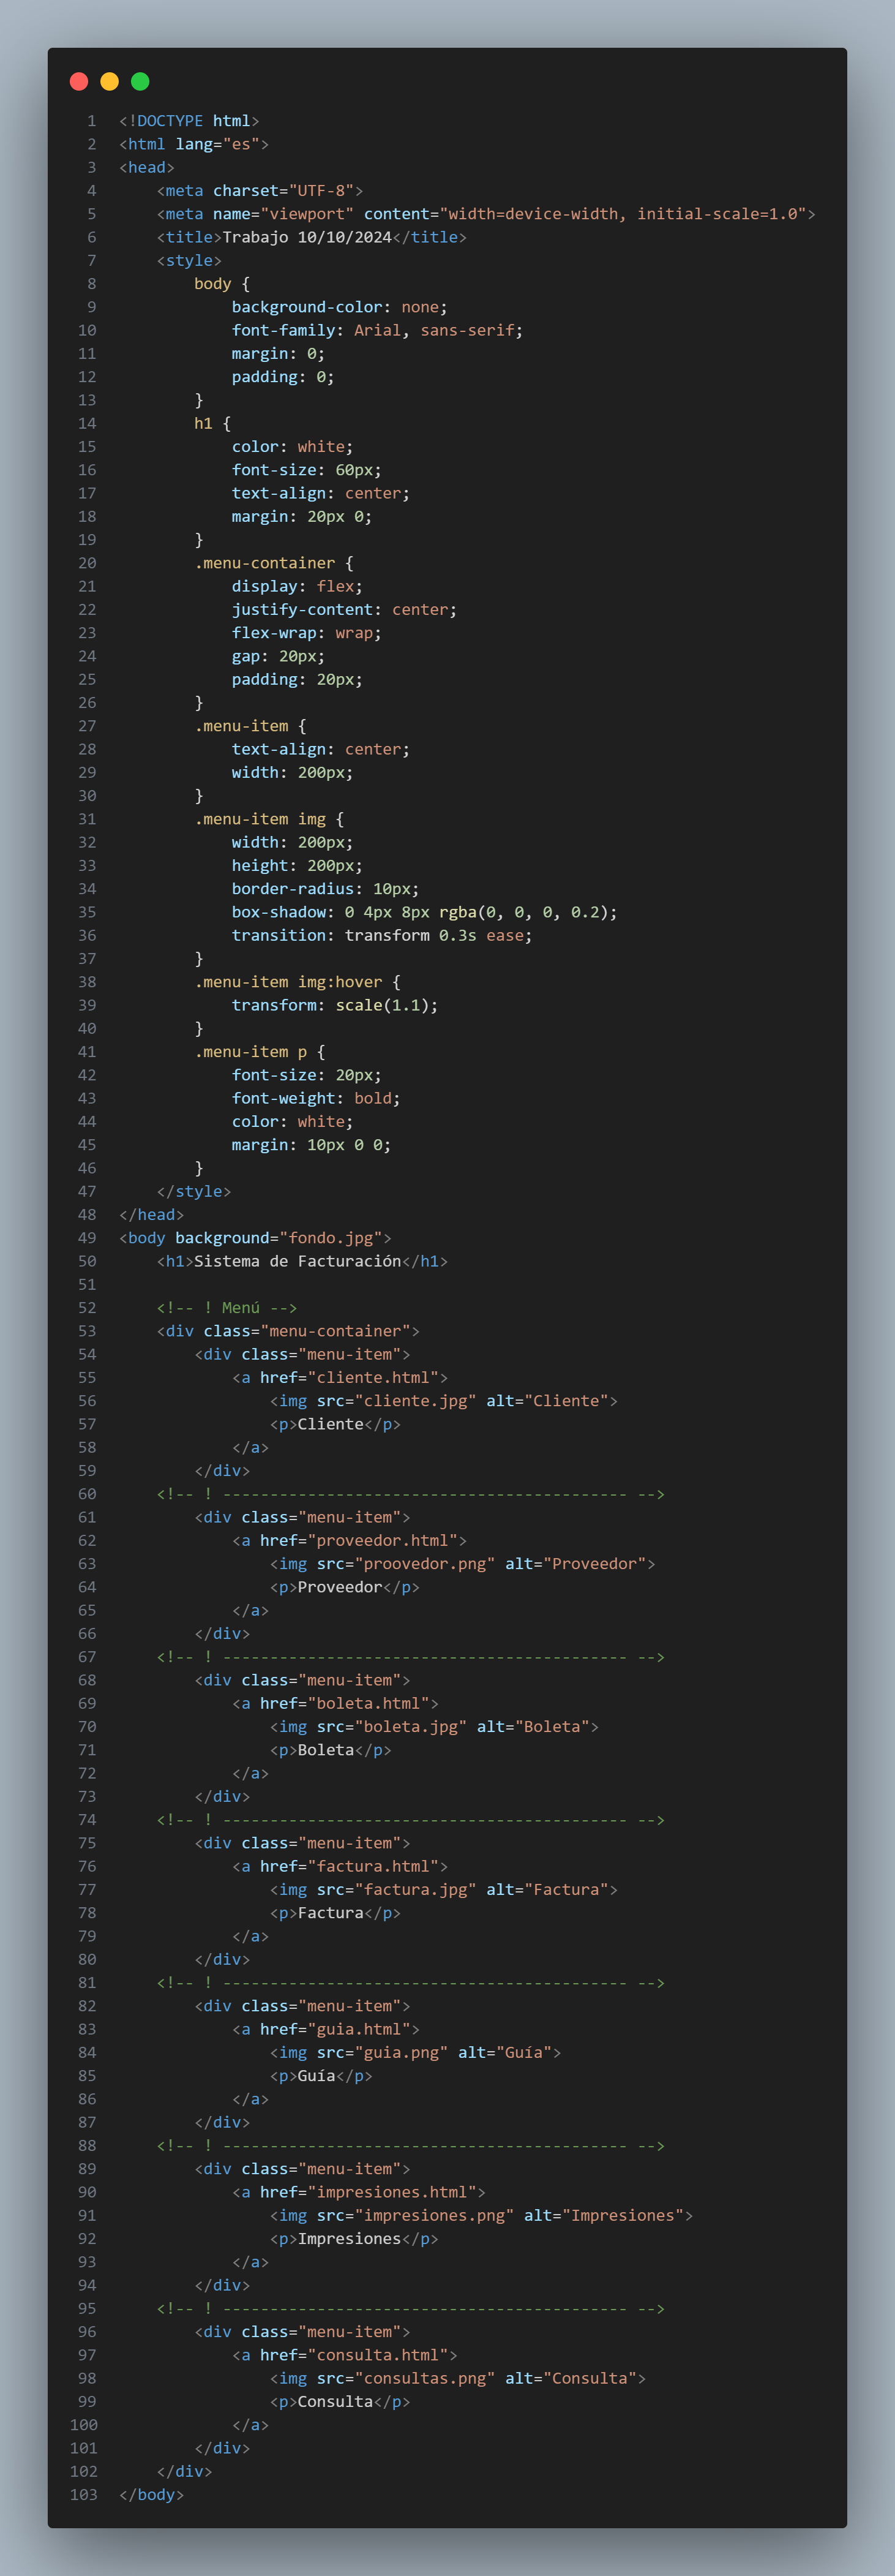 1 <!DOCTYPE html>
2 <html lang="es">
3 <head>
4     <meta charset="UTF-8">
5     <meta name="viewport" content="width=device-width, initial-scale=1.0">
6     <title>Trabajo 10/10/2024</title>
7     <style>
8         body {
9             background-color: none;
10             font-family: Arial, sans-serif;
11             margin: 0;
12             padding: 0;
13         }
14         h1 {
15             color: white;
16             font-size: 60px;
17             text-align: center;
18             margin: 20px 0;
19         }
20         .menu-container {
21             display: flex;
22             justify-content: center;
23             flex-wrap: wrap;
24             gap: 20px;
25             padding: 20px;
26         }
27         .menu-item {
28             text-align: center;
29             width: 200px;
30         }
31         .menu-item img {
32             width: 200px;
33             height: 200px;
34             border-radius: 10px;
35             box-shadow: 0 4px 8px rgba(0, 0, 0, 0.2);
36             transition: transform 0.3s ease;
37         }
38         .menu-item img:hover {
39             transform: scale(1.1);
40         }
41         .menu-item p {
42             font-size: 20px;
43             font-weight: bold;
44             color: white;
45             margin: 10px 0 0;
46         }
47     </style>
48 </head>
49 <body background="fondo.jpg">
50     <h1>Sistema de Facturación</h1>
51
52     <!-- ! Menú -->
53     <div class="menu-container">
54         <div class="menu-item">
55             <a href="cliente.html">
56                 <img src="cliente.jpg" alt="Cliente">
57                 <p>Cliente</p>
58             </a>
59         </div>
60     <!-- ! ------------------------------------------- -->
61         <div class="menu-item">
62             <a href="proveedor.html">
63                 <img src="proovedor.png" alt="Proveedor">
64                 <p>Proveedor</p>
65             </a>
66         </div>
67     <!-- ! ------------------------------------------- -->
68         <div class="menu-item">
69             <a href="boleta.html">
70                 <img src="boleta.jpg" alt="Boleta">
71                 <p>Boleta</p>
72             </a>
73         </div>
74     <!-- ! ------------------------------------------- -->
75         <div class="menu-item">
76             <a href="factura.html">
77                 <img src="factura.jpg" alt="Factura">
78                 <p>Factura</p>
79             </a>
80         </div>
81     <!-- ! ------------------------------------------- -->
82         <div class="menu-item">
83             <a href="guia.html">
84                 <img src="guia.png" alt="Guía">
85                 <p>Guía</p>
86             </a>
87         </div>
88     <!-- ! ------------------------------------------- -->
89         <div class="menu-item">
90             <a href="impresiones.html">
91                 <img src="impresiones.png" alt="Impresiones">
92                 <p>Impresiones</p>
93             </a>
94         </div>
95     <!-- ! ------------------------------------------- -->
96         <div class="menu-item">
97             <a href="consulta.html">
98                 <img src="consultas.png" alt="Consulta">
99                 <p>Consulta</p>
100             </a>
101         </div>
102     </div>
103 </body>